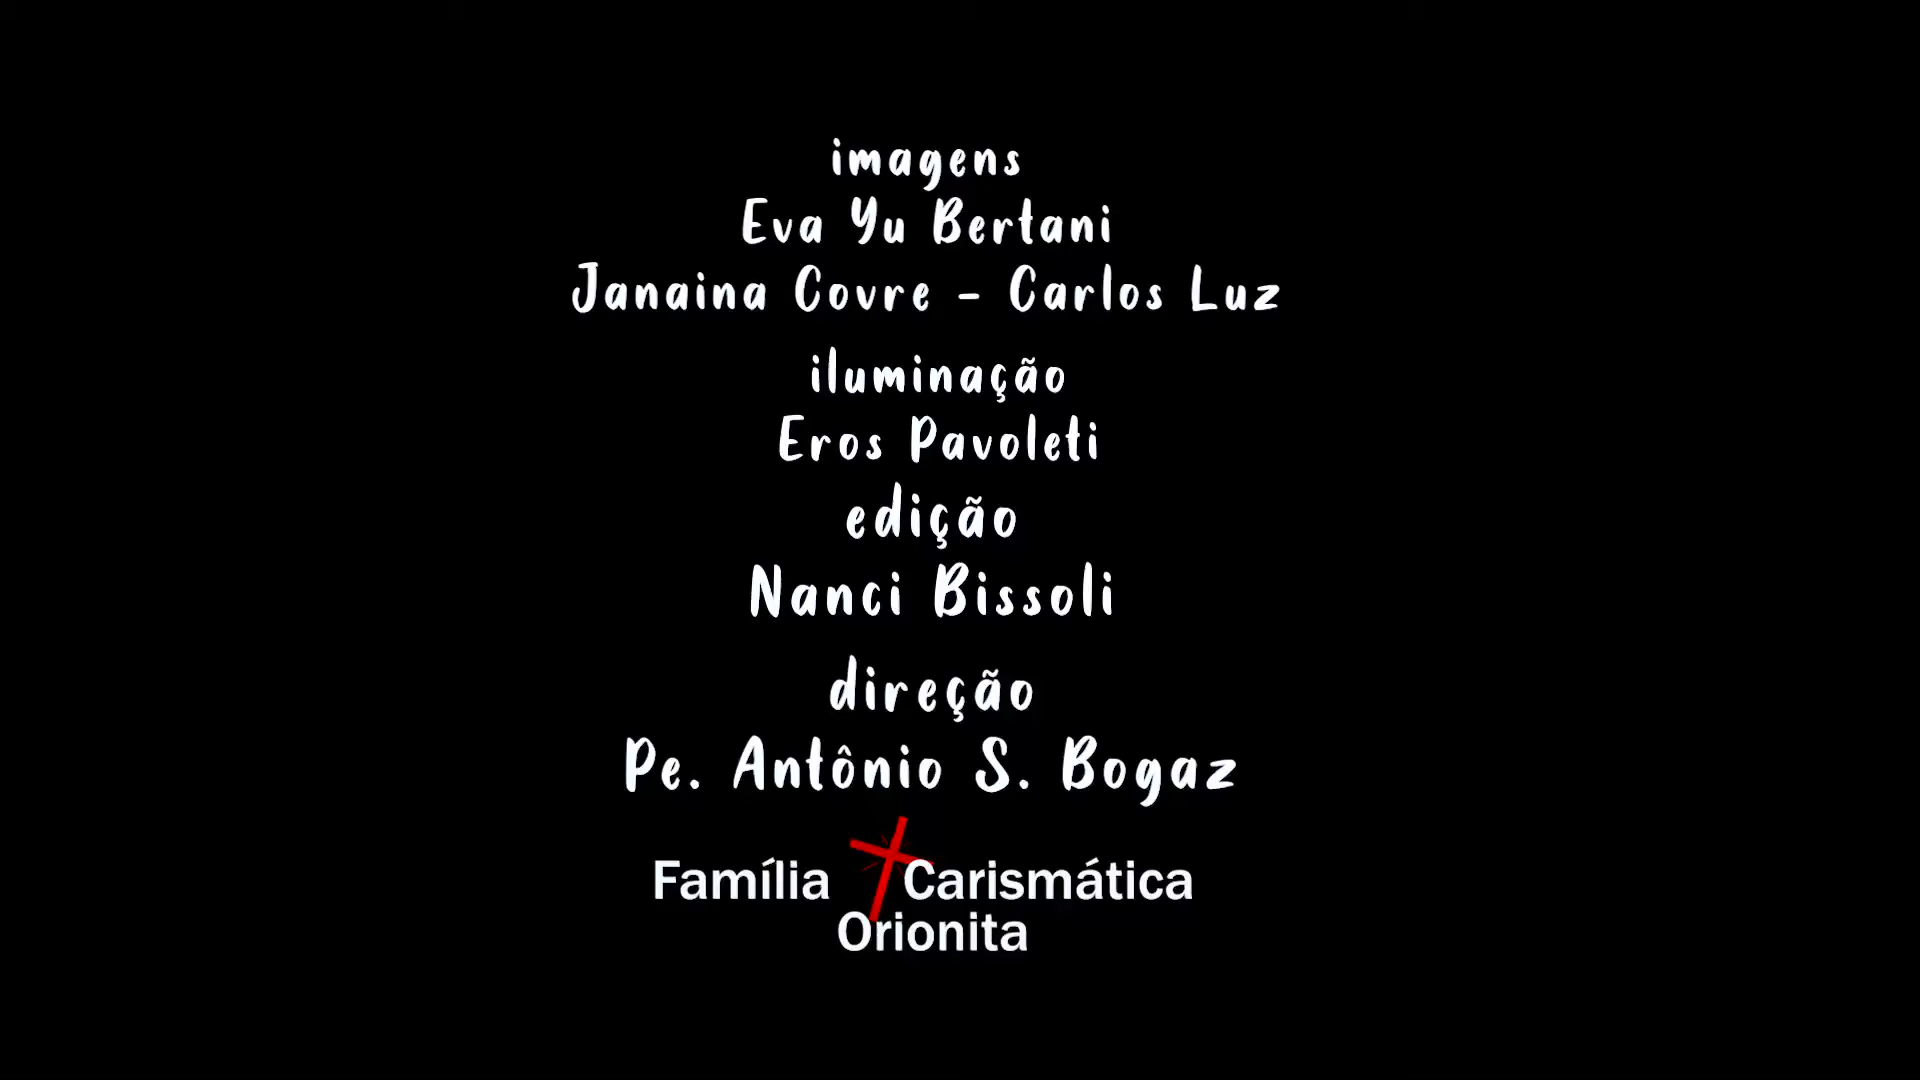 imagens
Eva Yu Bertani
Janaina Covre - Carlos Luz
iluminação
Eros Pavoleti
edição
Nanci Bissoli
direção
Pe. Antônio S. Bogaz
Família Carismática
Orionita